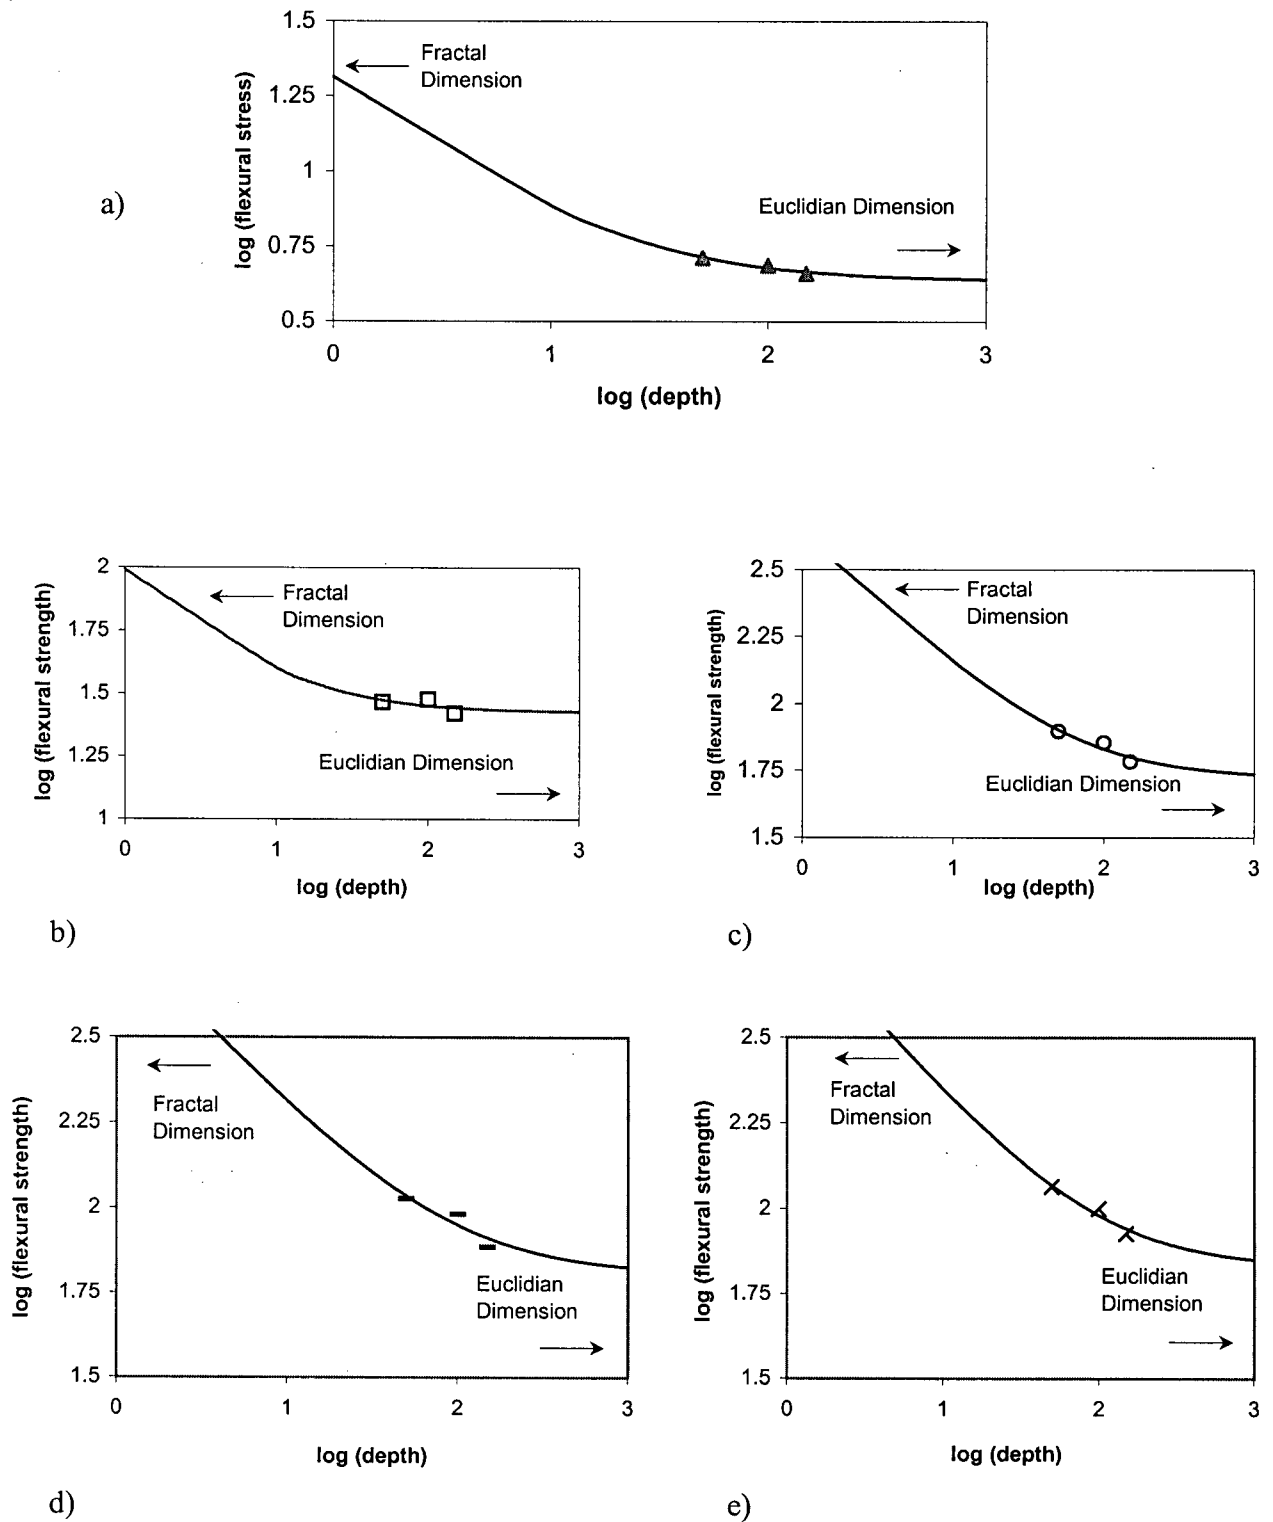 1.5
Fractal
Dimension
1.25
log (flexural stress)
1
a)
Euclidian Dimension
0.75
0.5
0 1 2 3
log (depth)
2
Fractal
Dimension
1.75
log (flexural strength)
1.5
1.25
Euclidian Dimension
1
0 1 2 3
log (depth)
b)
2.5
Fractal
Dimension
2.25
log (flexural strength)
2
1.75
Euclidian Dimension
1.5
0 1 2 3
log (depth)
c)
2.5
Fractal
Dimension
2.25
log (flexural strength)
2
1.75
Euclidian
Dimension
1.5
0 1 2 3
log (depth)
d)
2.5
Fractal
Dimension
2.25
log (flexural strength)
2
1.75
Euclidian
Dimension
1.5
0 1 2 3
log (depth)
e)